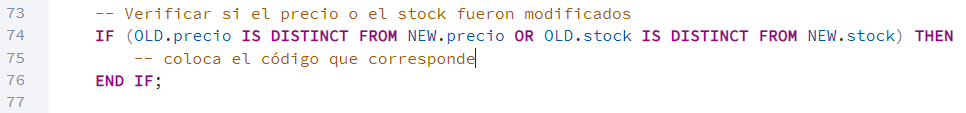 73 -- Verificar si el precio o el stock fueron modificados
74 IF (OLD.precio IS DISTINCT FROM NEW.precio OR OLD.stock IS DISTINCT FROM NEW.stock) THEN
75 -- coloca el código que corresponde
76 END IF;
77